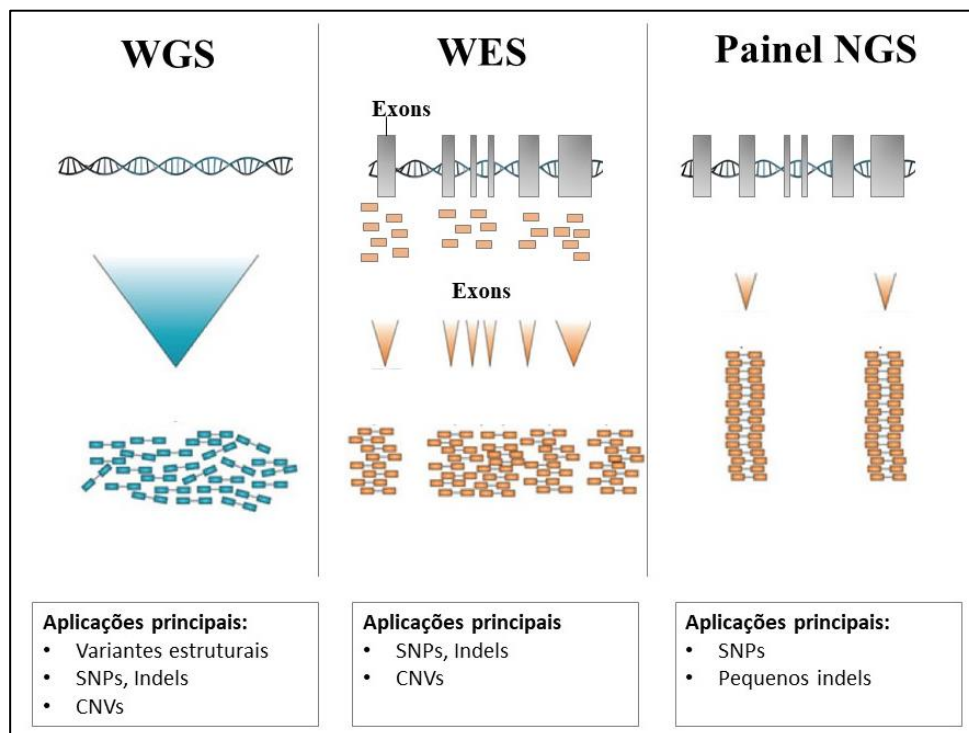 WGS
WES
Painel NGS
Exons
Exons
Aplicações principais:
• Variantes estruturais
• SNPs, Indels
• CNVs
Aplicações principais
• SNPs, Indels
• CNVs
Aplicações principais:
• SNPs
• Pequenos indels